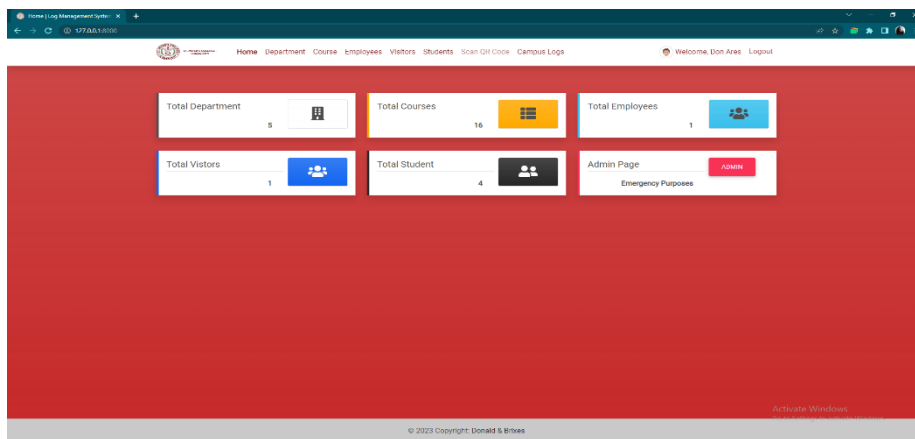 Home | Log Management System
127.0.0.1:8000
Home Department Course Employees Visitors Students Scan QR Code Campus Logs Welcome, Don Ares Logout
Total Department
5
Total Courses
16
Total Employees
1
Total Vistors
1
Total Student
4
Admin Page
ADMIN
Emergency Purposes
Activate Windows
© 2023 Copyright: Donald & Brixes